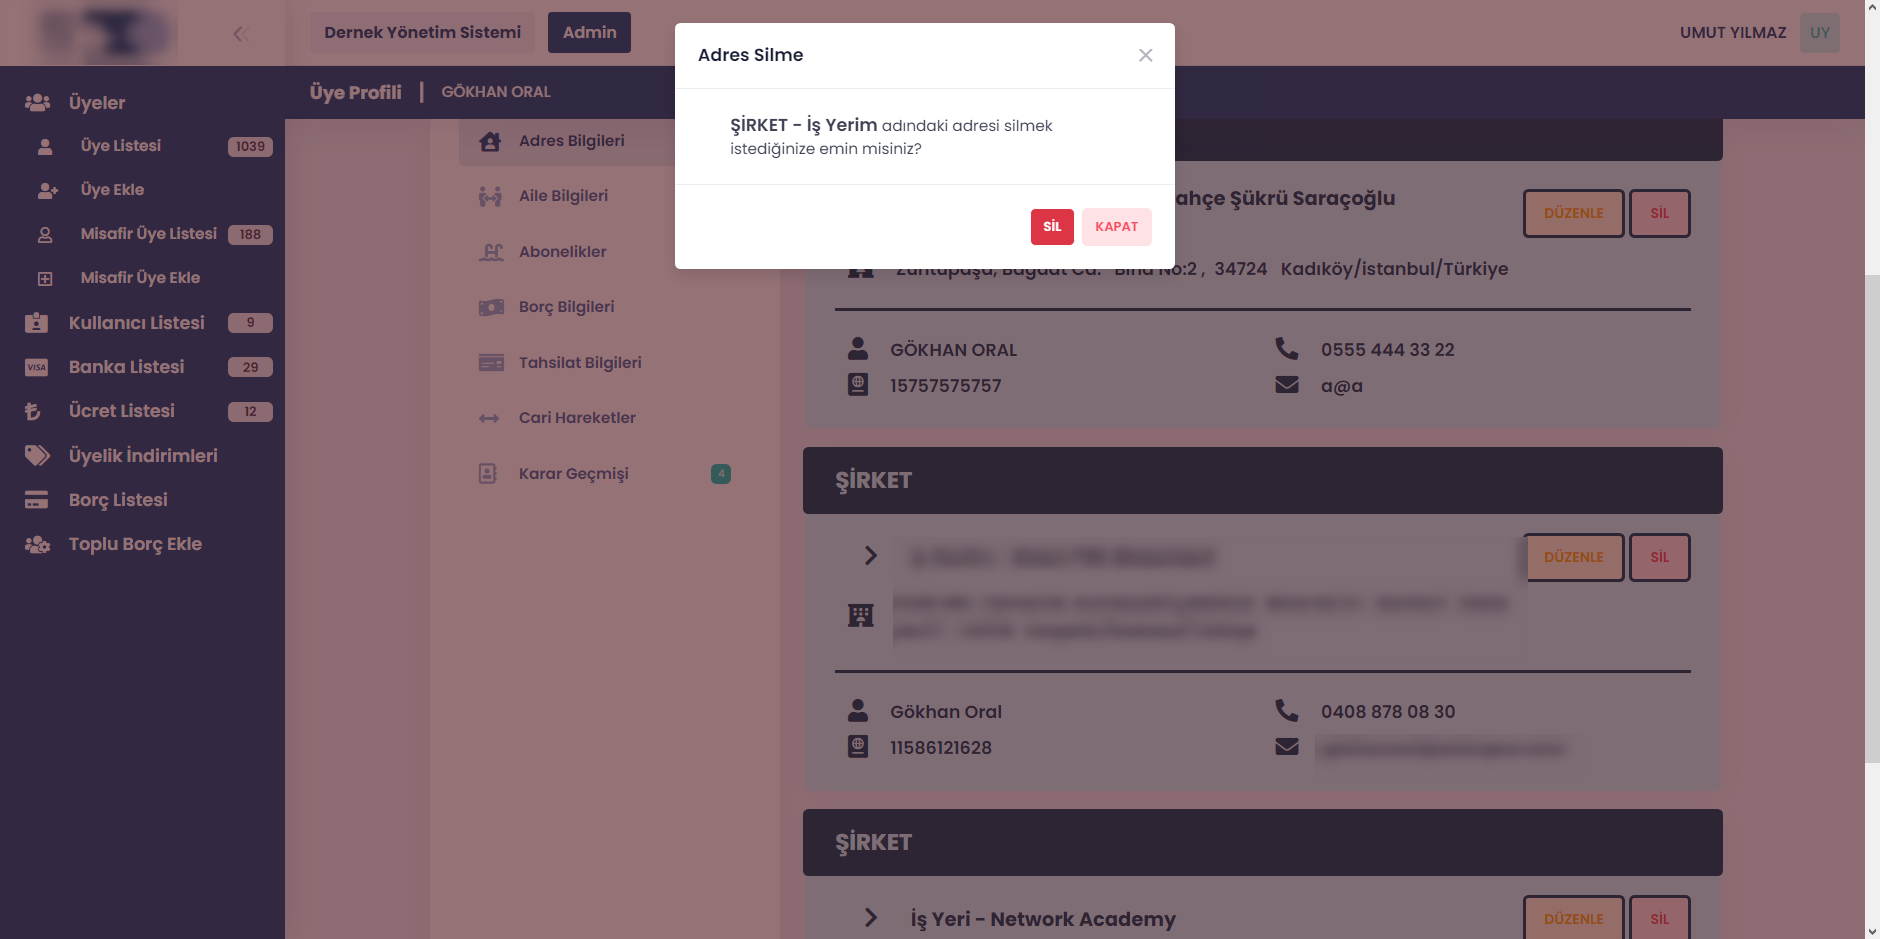 Dernek Yönetim Sistemi
Admin
UMUT YILMAZ
UY
Üye Profili
GÖKHAN ORAL
Üyeler
Üye Listesi 1039
Üye Ekle
Misafir Üye Listesi 188
Misafir Üye Ekle
Kullanıcı Listesi 9
Banka Listesi 29
VISA
Ücret Listesi 12
Üyelik İndirimleri
Borç Listesi
Toplu Borç Ekle
Adres Bilgileri
Aile Bilgileri
Abonelikler
Borç Bilgileri
Tahsilat Bilgileri
Cari Hareketler
Karar Geçmişi 4
Adres Silme
ŞİRKET - İş Yerim adındaki adresi silmek
istediğinize emin misiniz?
SİL
KAPAT
ahçe Şükrü Saraçoğlu
DÜZENLE
SİL
Zühtüpaşa, Bağdat Cd. Bina No:2 , 34724 Kadıköy/İstanbul/Türkiye
GÖKHAN ORAL
0555 444 33 22
15757575757
a@a
ŞİRKET
DÜZENLE
SİL
Gökhan Oral
0408 878 08 30
11586121628
ŞİRKET
İş Yeri - Network Academy
DÜZENLE
SİL